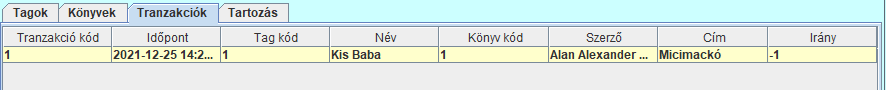 Tagok Könyvek Tranzakciók Tartozás
Tranzakció kód Időpont Tag kód Név Könyv kód Szerző Cím Irány
1 2021-12-25 14:2... 1 Kis Baba 1 Alan Alexander ... Micimackó -1